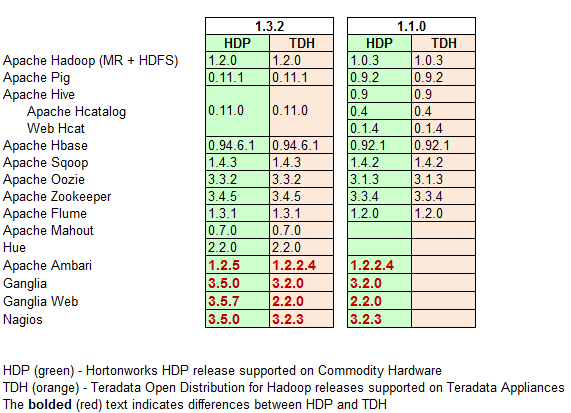 1.3.2 1.1.0
HDP TDH HDP TDH
Apache Hadoop (MR + HDFS) 1.2.0 1.2.0 1.0.3 1.0.3
Apache Pig 0.11.1 0.11.1 0.9.2 0.9.2
Apache Hive 0.9 0.9
Apache Hcatalog 0.11.0 0.11.0 0.4 0.4
Web Hcat 0.1.4 0.1.4
Apache Hbase 0.94.6.1 0.94.6.1 0.92.1 0.92.1
Apache Sqoop 1.4.3 1.4.3 1.4.2 1.4.2
Apache Oozie 3.3.2 3.3.2 3.1.3 3.1.3
Apache Zookeeper 3.4.5 3.4.5 3.3.4 3.3.4
Apache Flume 1.3.1 1.3.1 1.2.0 1.2.0
Apache Mahout 0.7.0 0.7.0
Hue 2.2.0 2.2.0
Apache Ambari 1.2.5 1.2.2.4 1.2.2.4
Ganglia 3.5.0 3.2.0 3.2.0
Ganglia Web 3.5.7 2.2.0 2.2.0
Nagios 3.5.0 3.2.3 3.2.3
HDP (green) - Hortonworks HDP release supported on Commodity Hardware
TDH (orange) - Teradata Open Distribution for Hadoop releases supported on Teradata Appliances
The bolded (red) text indicates differences between HDP and TDH